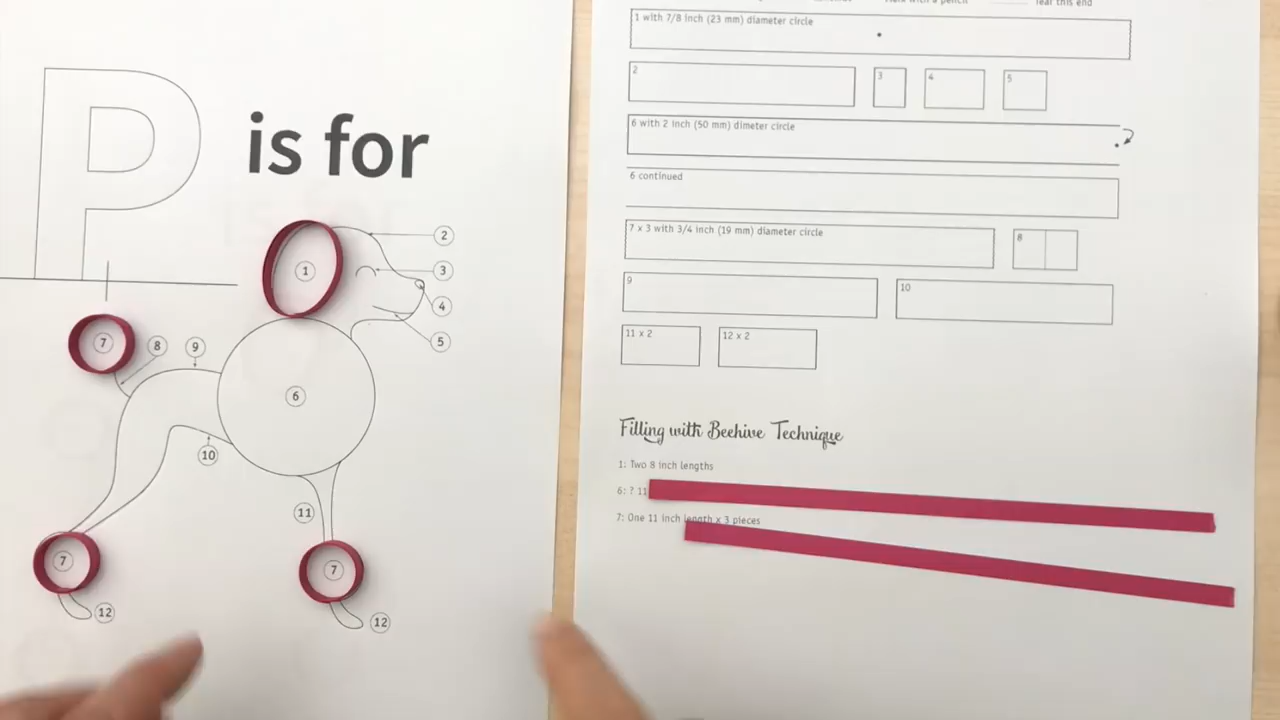 P is for
1
2
3
4
5
6
7
8
9
10
11
7
7
12
12
Tear this end
1 with 7/8 inch (23 mm) diameter circle
2
3
4
5
6 with 2 inch (50 mm) dimeter circle
6 continued
7 x 3 with 3/4 inch (19 mm) diameter circle
8
9
10
11 x 2
12 x 2
Filling with Beehive Technique
1: Two 8 inch lengths
6: ? 11
7: One 11 inch length x 3 pieces